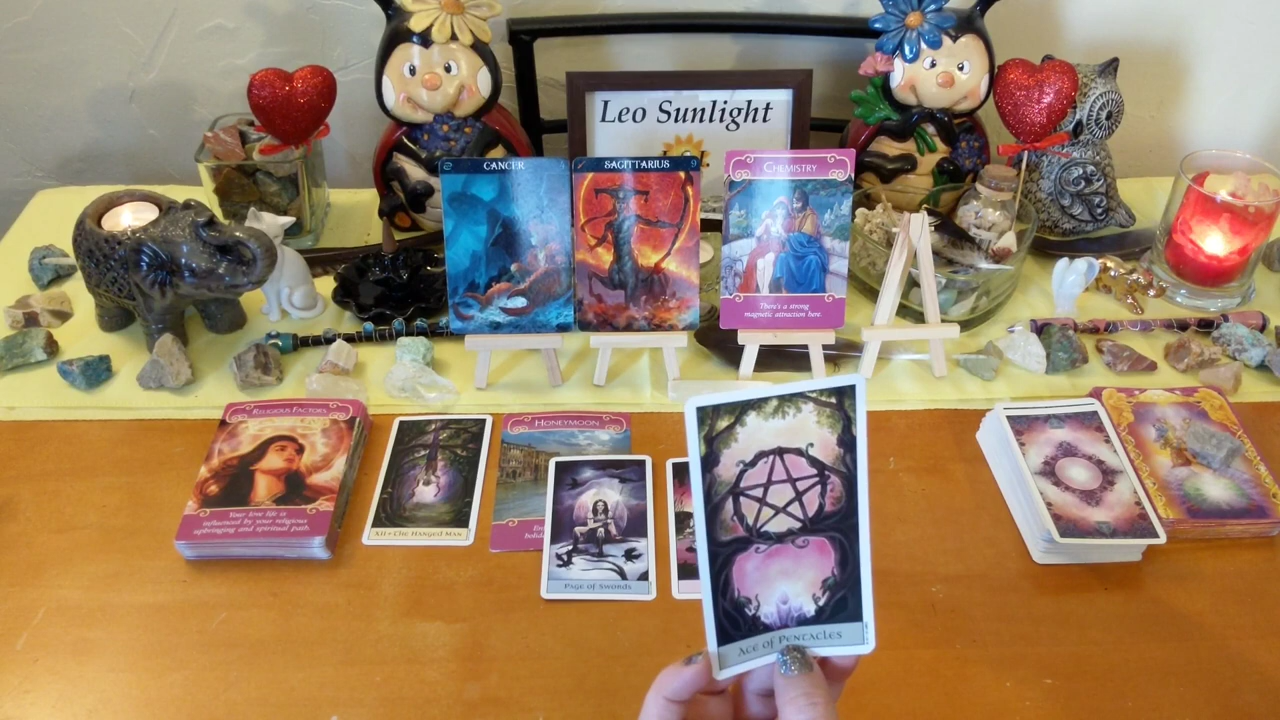 Leo Sunlight
CANCER
SAGITTARIUS 9
CHEMISTRY
There's a strong
magnetic attraction here.
RELIGIOUS FACTORS
Your love life is
influenced by your religious
upbringing and spiritual path.
XII • THE HANGED MAN
HONEYMOON
PAGE OF SWORDS
ACE OF PENTACLES